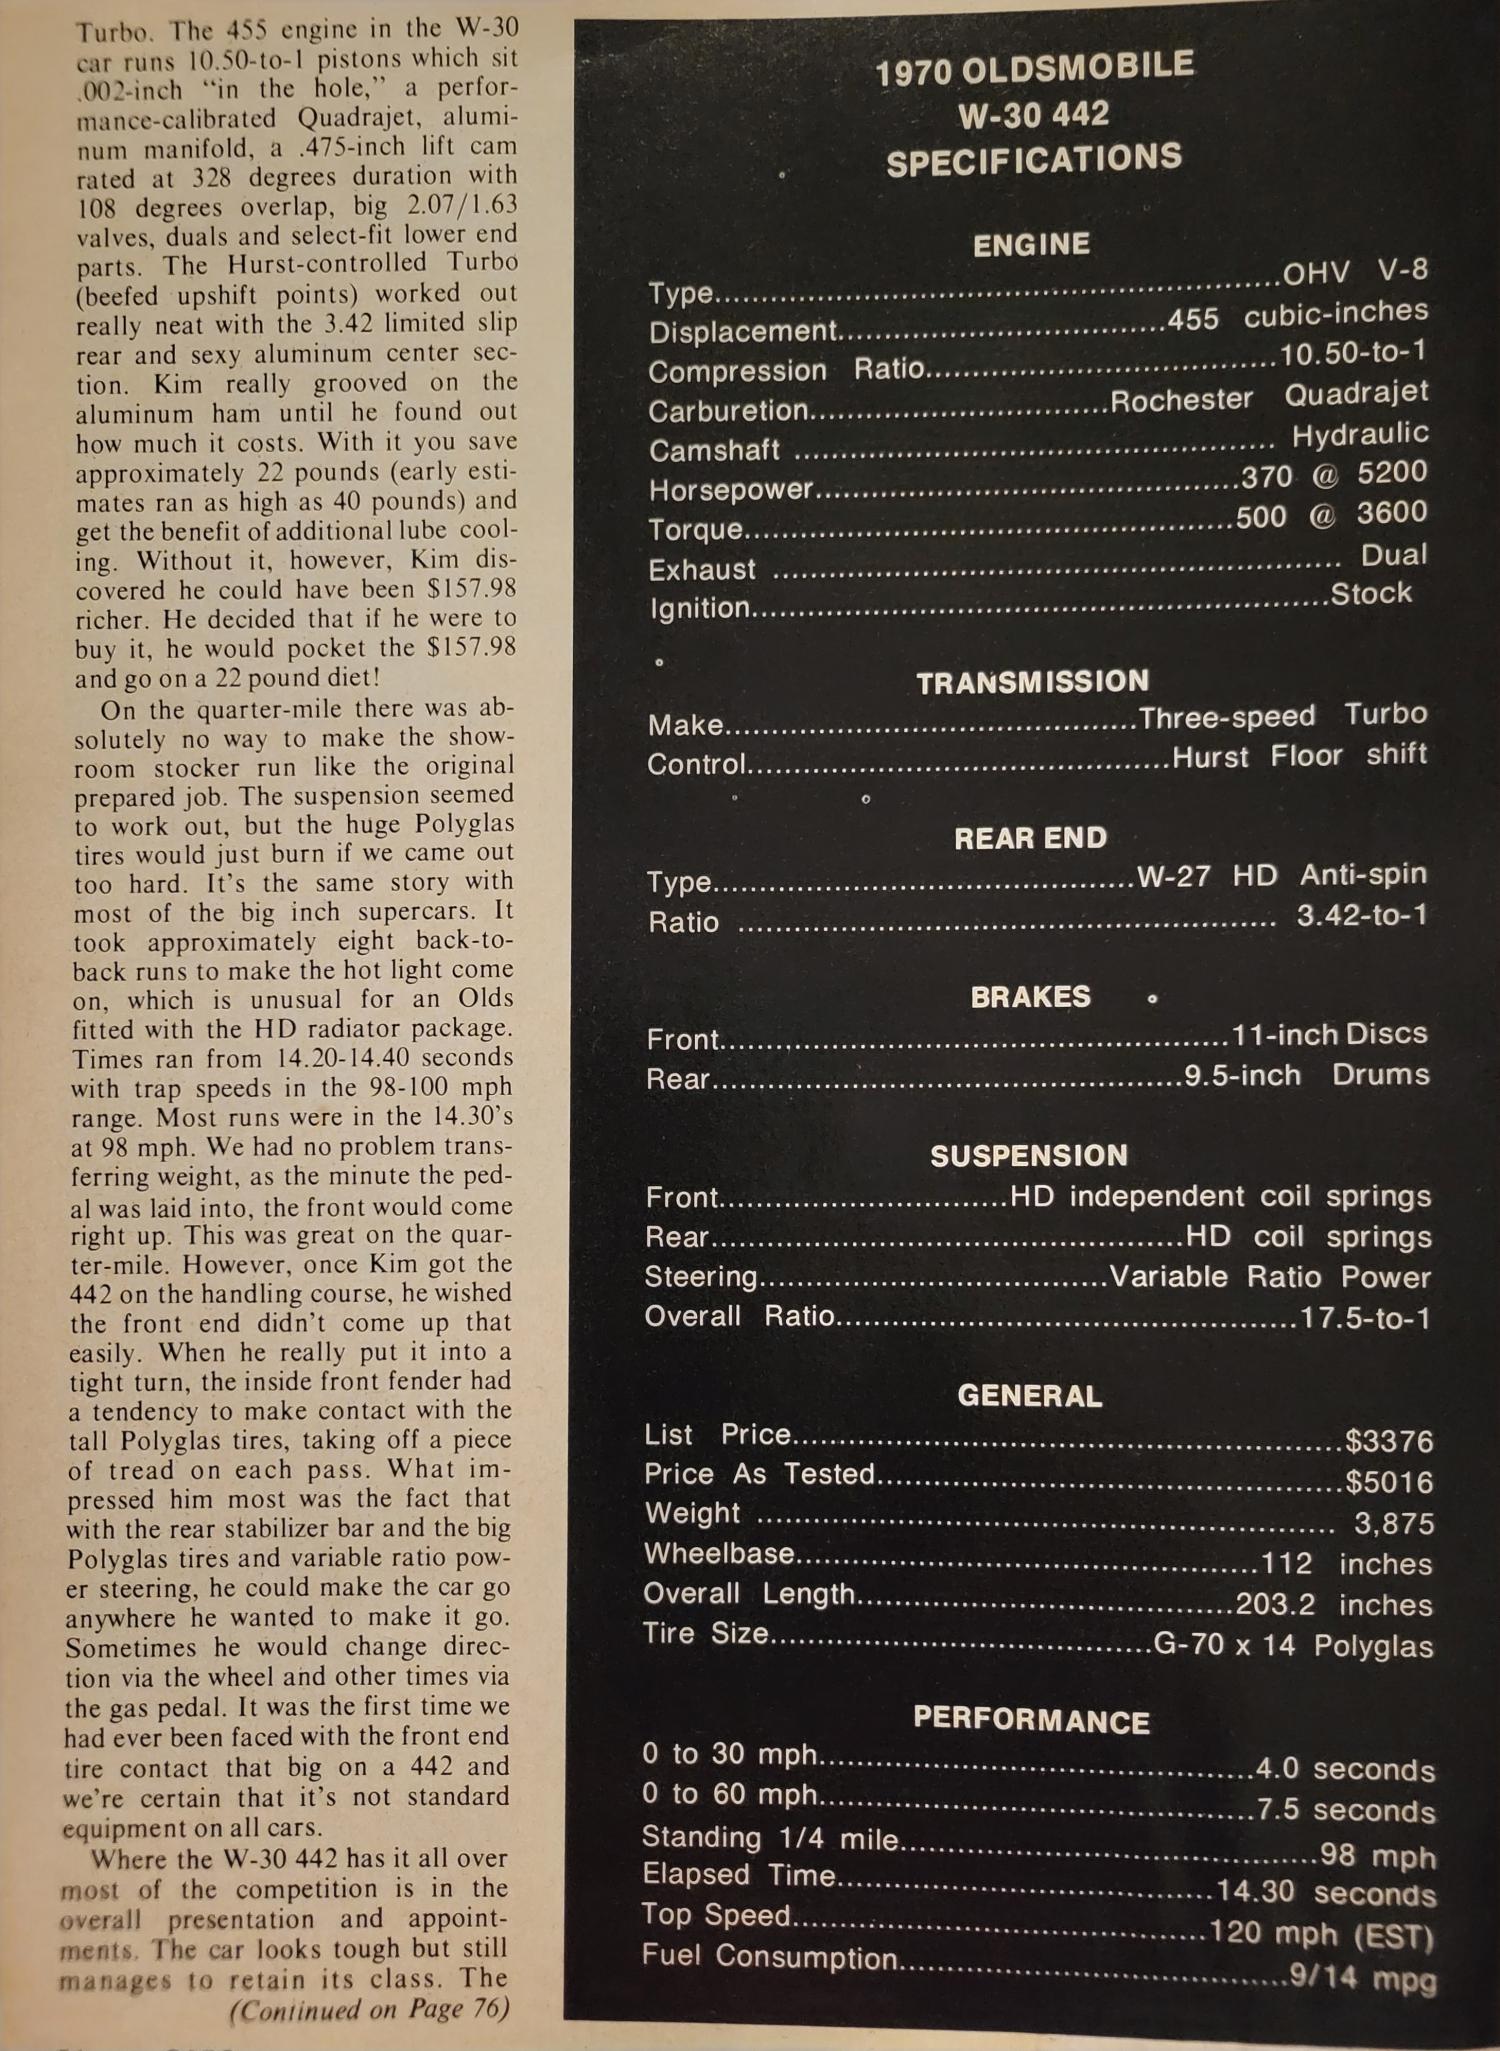 Turbo. The 455 engine in the W-30
car runs 10.50-to-1 pistons which sit
.002-inch “in the hole,” a perfor-
mance-calibrated Quadrajet, alumi-
num manifold, a .475-inch lift cam
rated at 328 degrees duration with
108 degrees overlap, big 2.07/1.63
valves, duals and select-fit lower end
parts. The Hurst-controlled Turbo
(beefed upshift points) worked out
really neat with the 3.42 limited slip
rear and sexy aluminum center sec-
tion. Kim really grooved on the
aluminum ham until he found out
how much it costs. With it you save
approximately 22 pounds (early esti-
mates ran as high as 40 pounds) and
get the benefit of additional lube cool-
ing. Without it, however, Kim dis-
covered he could have been $157.98
richer. He decided that if he were to
buy it, he would pocket the $157.98
and go on a 22 pound diet!
On the quarter-mile there was ab-
solutely no way to make the show-
room stocker run like the original
prepared job. The suspension seemed
to work out, but the huge Polyglas
tires would just burn if we came out
too hard. It’s the same story with
most of the big inch supercars. It
took approximately eight back-to-
back runs to make the hot light come
on, which is unusual for an Olds
fitted with the HD radiator package.
Times ran from 14.20-14.40 seconds
with trap speeds in the 98-100 mph
range. Most runs were in the 14.30’s
at 98 mph. We had no problem trans-
ferring weight, as the minute the ped-
al was laid into, the front would come
right up. This was great on the quar-
ter-mile. However, once Kim got the
442 on the handling course, he wished
the front end didn’t come up that
easily. When he really put it into a
tight turn, the inside front fender had
a tendency to make contact with the
tall Polyglas tires, taking off a piece
of tread on each pass. What im-
pressed him most was the fact that
with the rear stabilizer bar and the big
Polyglas tires and variable ratio pow-
er steering, he could make the car go
anywhere he wanted to make it go.
Sometimes he would change direc-
tion via the wheel and other times via
the gas pedal. It was the first time we
had ever been faced with the front end
tire contact that big on a 442 and
we’re certain that it’s not standard
equipment on all cars.
Where the W-30 442 has it all over
most of the competition is in the
overall presentation and appoint-
ments. The car looks tough but still
manages to retain its class. The
(Continued on Page 76)
1970 OLDSMOBILE
W-30 442
SPECIFICATIONS
ENGINE
Type..........OHV V-8
Displacement..........455 cubic-inches
Compression Ratio..........10.50-to-1
Carburetion..........Rochester Quadrajet
Camshaft .......... Hydraulic
Horsepower..........370 @ 5200
Torque..........500 @ 3600
Exhaust .......... Dual
Ignition..........Stock
TRANSMISSION
Make..........Three-speed Turbo
Control..........Hurst Floor shift
REAR END
Type..........W-27 HD Anti-spin
Ratio .......... 3.42-to-1
BRAKES
Front..........11-inch Discs
Rear..........9.5-inch Drums
SUSPENSION
Front..........HD independent coil springs
Rear..........HD coil springs
Steering..........Variable Ratio Power
Overall Ratio..........17.5-to-1
GENERAL
List Price..........$3376
Price As Tested..........$5016
Weight .......... 3,875
Wheelbase..........112 inches
Overall Length..........203.2 inches
Tire Size..........G-70 x 14 Polyglas
PERFORMANCE
0 to 30 mph..........4.0 seconds
0 to 60 mph..........7.5 seconds
Standing 1/4 mile..........98 mph
Elapsed Time..........14.30 seconds
Top Speed..........120 mph (EST)
Fuel Consumption..........9/14 mpg